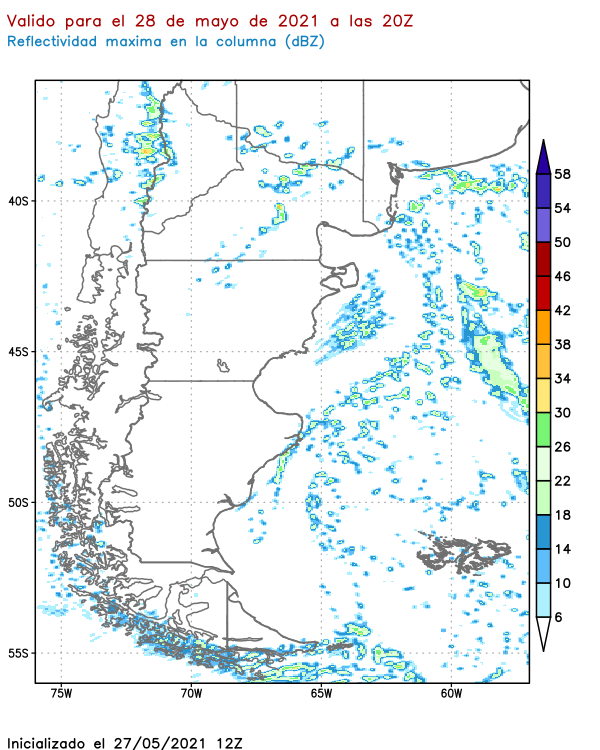 Valido para el 28 de mayo de 2021 a las 20Z
Reflectividad maxima en la columna (dBZ)
58
54
50
46
42
38
34
30
26
22
18
14
10
6
40S
45S
50S
55S
75W 70W 65W 60W
Inicializado el 27/05/2021 12Z